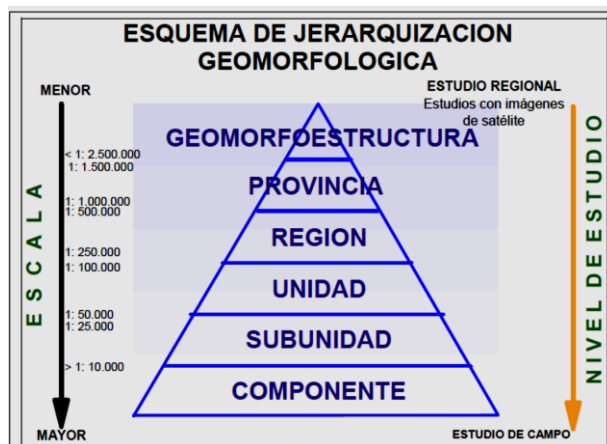 ESQUEMA DE JERARQUIZACION
GEOMORFOLOGICA
MENOR
ESTUDIO REGIONAL
Estudios con imágenes
de satélite
GEOMORFOESTRUCTURA
< 1: 2.500.000
1: 1.500.000
PROVINCIA
1: 1.000.000
1: 500.000
REGION
1: 250.000
1: 100.000
UNIDAD
1: 50.000
1: 25.000
SUBUNIDAD
> 1: 10.000
COMPONENTE
MAYOR
ESTUDIO DE CAMPO
ESCALA
NIVEL DE ESTUDIO